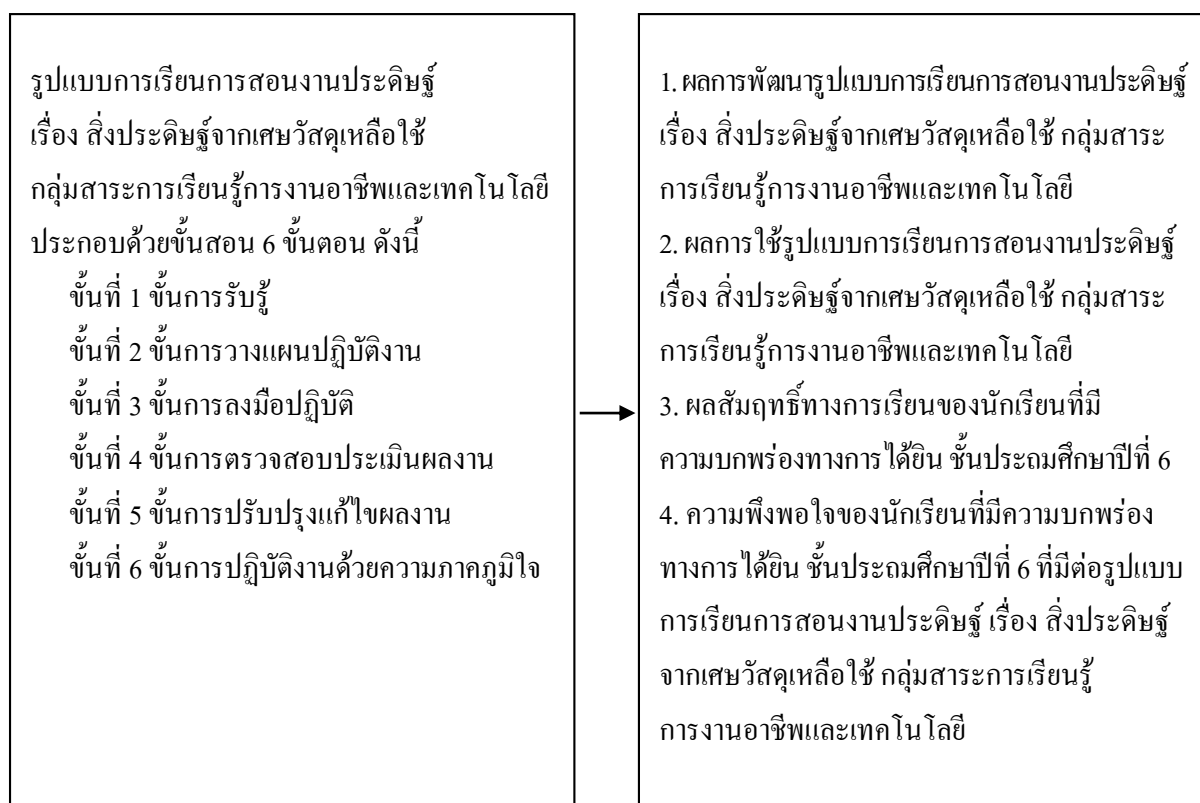 รูปแบบการเรียนการสอนงานประดิษฐ์
เรื่อง สิ่งประดิษฐ์จากเศษวัสดุเหลือใช้
กลุ่มสาระการเรียนรู้การงานอาชีพและเทคโนโลยี
ประกอบด้วยขั้นสอน 6 ขั้นตอน ดังนี้
ขั้นที่ 1 ขั้นการรับรู้
ขั้นที่ 2 ขั้นการวางแผนปฏิบัติงาน
ขั้นที่ 3 ขั้นการลงมือปฏิบัติ
ขั้นที่ 4 ขั้นการตรวจสอบประเมินผลงาน
ขั้นที่ 5 ขั้นการปรับปรุงแก้ไขผลงาน
ขั้นที่ 6 ขั้นการปฏิบัติงานด้วยความภาคภูมิใจ
1. ผลการพัฒนารูปแบบการเรียนการสอนงานประดิษฐ์
เรื่อง สิ่งประดิษฐ์จากเศษวัสดุเหลือใช้ กลุ่มสาระ
การเรียนรู้การงานอาชีพและเทคโนโลยี
2. ผลการใช้รูปแบบการเรียนการสอนงานประดิษฐ์
เรื่อง สิ่งประดิษฐ์จากเศษวัสดุเหลือใช้ กลุ่มสาระ
การเรียนรู้การงานอาชีพและเทคโนโลยี
3. ผลสัมฤทธิ์ทางการเรียนของนักเรียนที่มี
ความบกพร่องทางการได้ยิน ชั้นประถมศึกษาปีที่ 6
4. ความพึงพอใจของนักเรียนที่มีความบกพร่อง
ทางการได้ยิน ชั้นประถมศึกษาปีที่ 6 ที่มีต่อรูปแบบ
การเรียนการสอนงานประดิษฐ์ เรื่อง สิ่งประดิษฐ์
จากเศษวัสดุเหลือใช้ กลุ่มสาระการเรียนรู้
การงานอาชีพและเทคโนโลยี